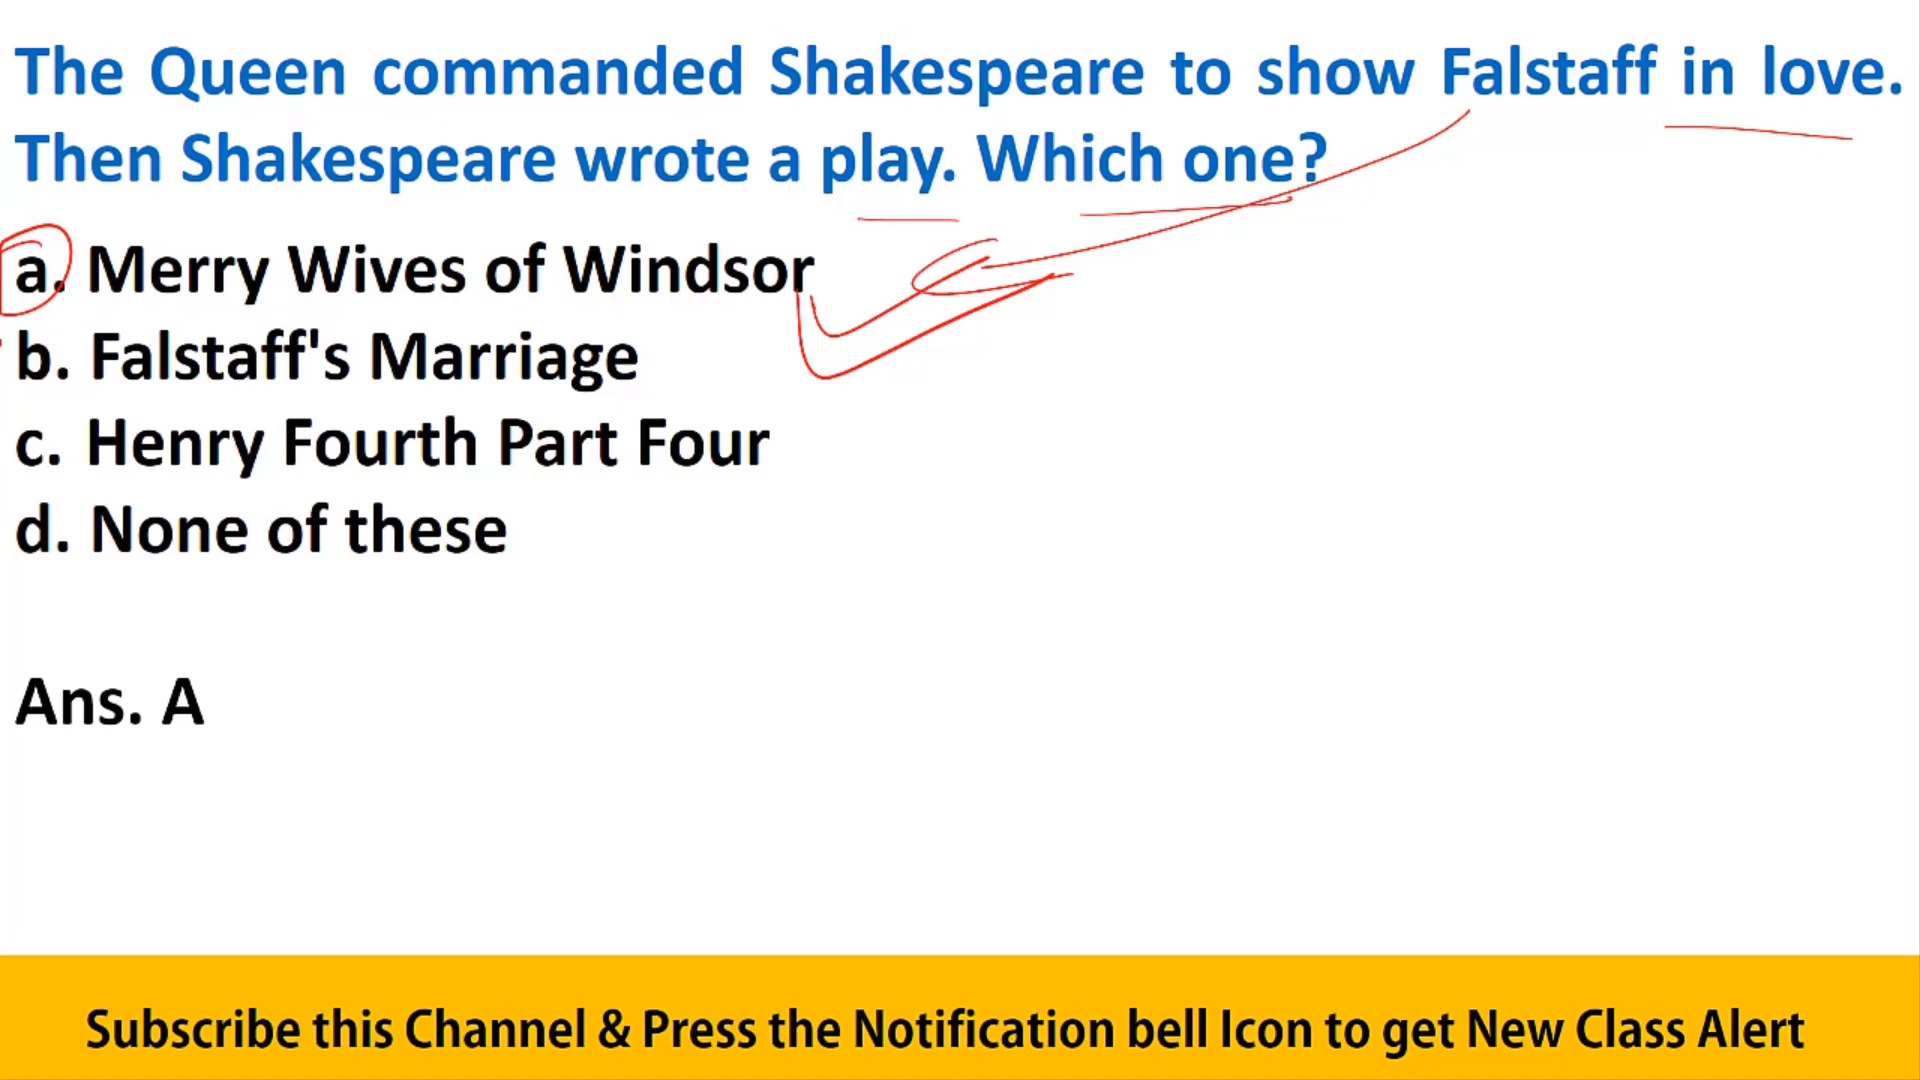 The Queen commanded Shakespeare to show Falstaff in love.
Then Shakespeare wrote a play. Which one?
a. Merry Wives of Windsor
b. Falstaff's Marriage
c. Henry Fourth Part Four
d. None of these
Ans. A
Subscribe this Channel & Press the Notification bell Icon to get New Class Alert